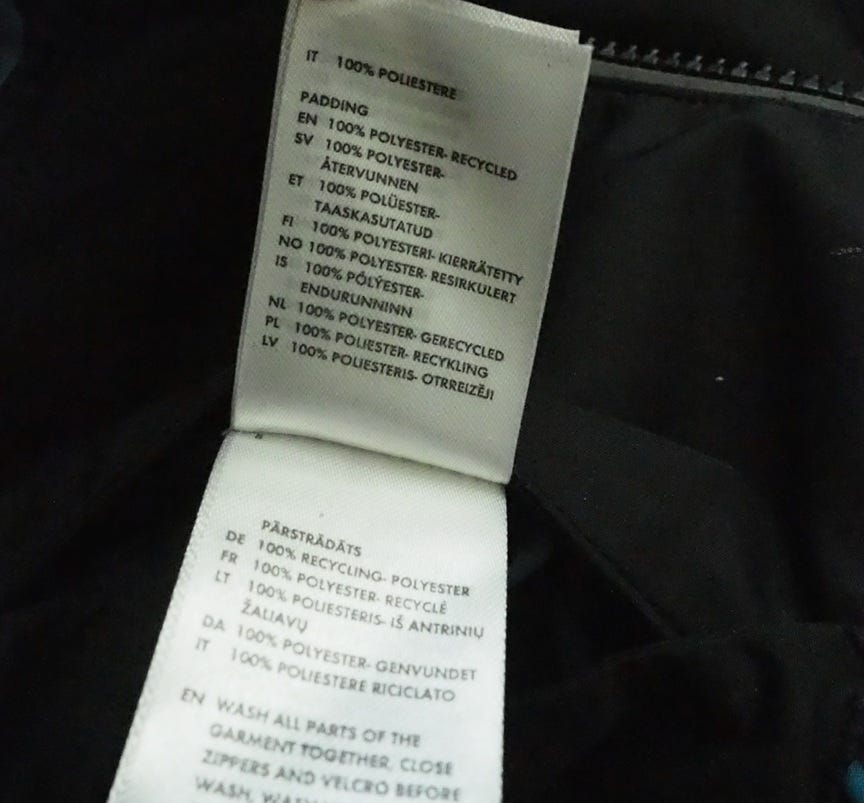 IT 100% POLIESTERE
PADDING
EN 100% POLYESTER- RECYCLED
SV 100% POLYESTER-
ÅTERVUNNEN
ET 100% POLÜESTER-
TAASKASUTATUD
FI 100% POLYESTERI- KIERRÄTETTY
NO 100% POLYESTER- RESIRKULERT
IS 100% PÓLÝESTER-
ENDURUNNINN
NL 100% POLYESTER- GERECYCLED
PL 100% POLIESTER- RECYKLING
LV 100% POLIESTERIS- OTRREIZĒJI
PĀRSTRĀDĀTS
DE 100% RECYCLING- POLYESTER
FR 100% POLYESTER- RECYCLÉ
LT 100% POLIESTERIS- IŠ ANTRINIŲ
ŽALIAVŲ
DA 100% POLYESTER- GENVUNDET
IT 100% POLIESTERE RICICLATO
EN WASH ALL PARTS OF THE
GARMENT TOGETHER, CLOSE
ZIPPERS AND VELCRO BEFORE
WASH,